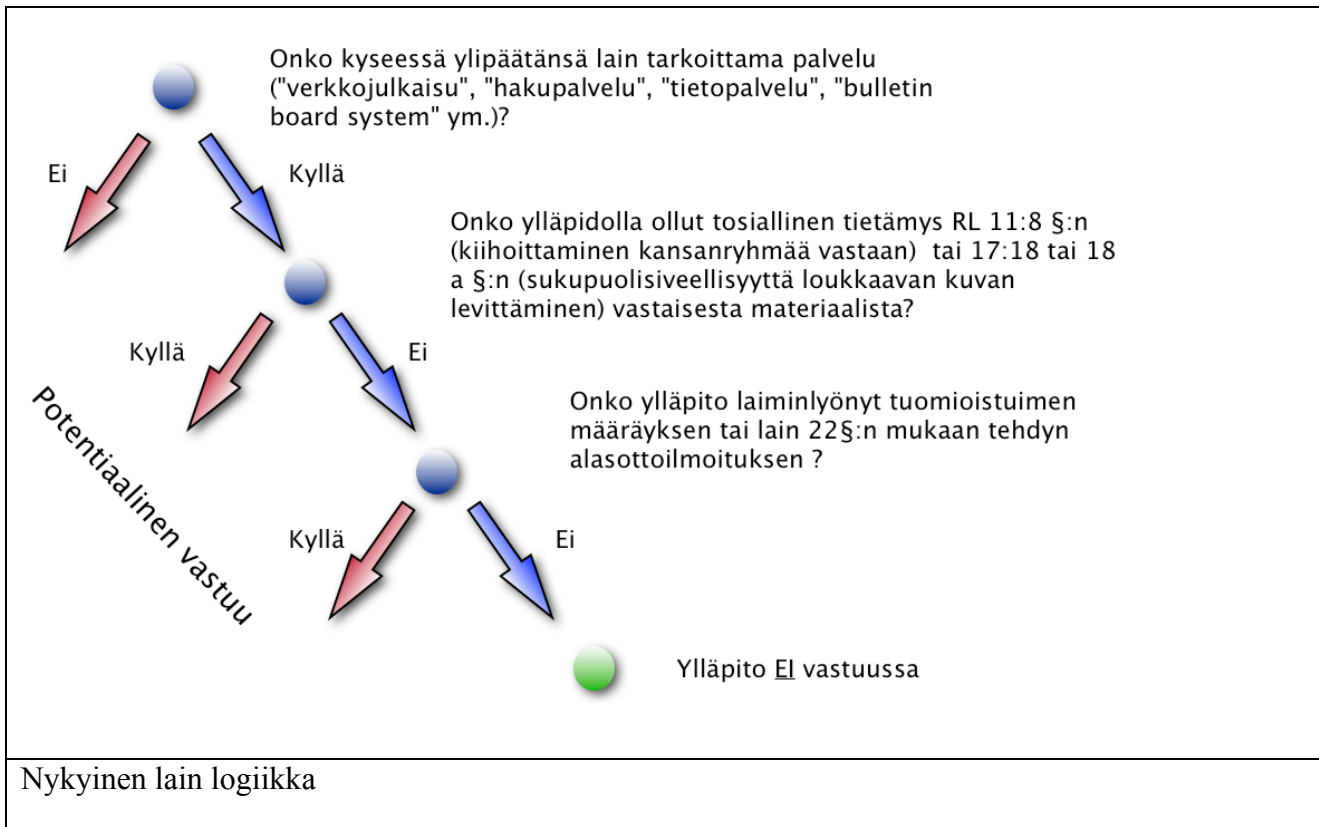 Onko kyseessä ylipäätänsä lain tarkoittama palvelu
("verkkojulkaisu", "hakupalvelu", "tietopalvelu", "bulletin
board system" ym.)?
Ei
Kyllä
Onko ylläpidolla ollut tosiallinen tietämys RL 11:8 §:n
(kiihoittaminen kansanryhmää vastaan) tai 17:18 tai 18
a §:n (sukupuolisiveellisyyttä loukkaavan kuvan
levittäminen) vastaisesta materiaalista?
Kyllä
Ei
Potentiaalinen vastuu
Onko ylläpito laiminlyönyt tuomioistuimen
määräyksen tai lain 22§:n mukaan tehdyn
alasottoilmoituksen ?
Kyllä
Ei
Ylläpito EI vastuussa
Nykyinen lain logiikka